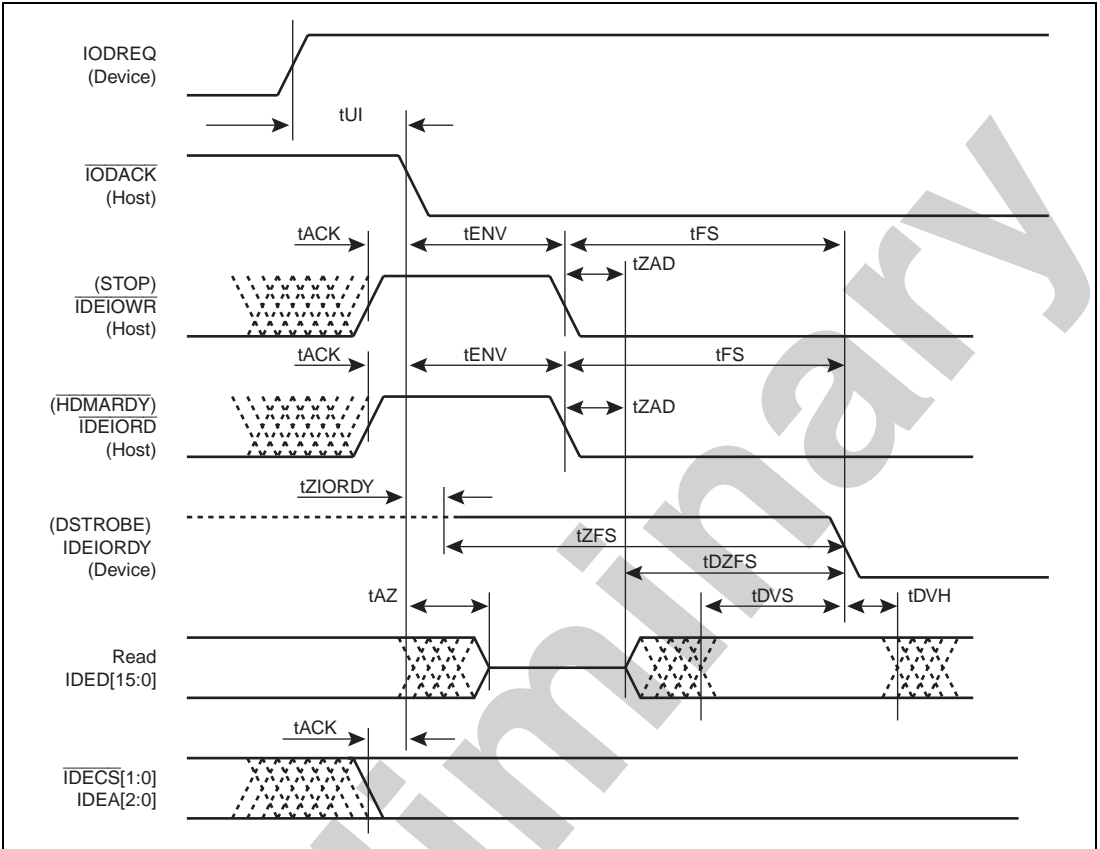 IODREQ
(Device)
tUI
IODACK
(Host)
tACK
tENV
tFS
tZAD
(STOP)
IDEIOWR
(Host)
tACK
tENV
tFS
tZAD
(HDMARDY)
IDEIORD
(Host)
tZIORDY
(DSTROBE)
IDEIORDY
(Device)
tZFS
tDZFS
tAZ
tDVS
tDVH
Read
IDED[15:0]
tACK
IDECS[1:0]
IDEA[2:0]
liminary